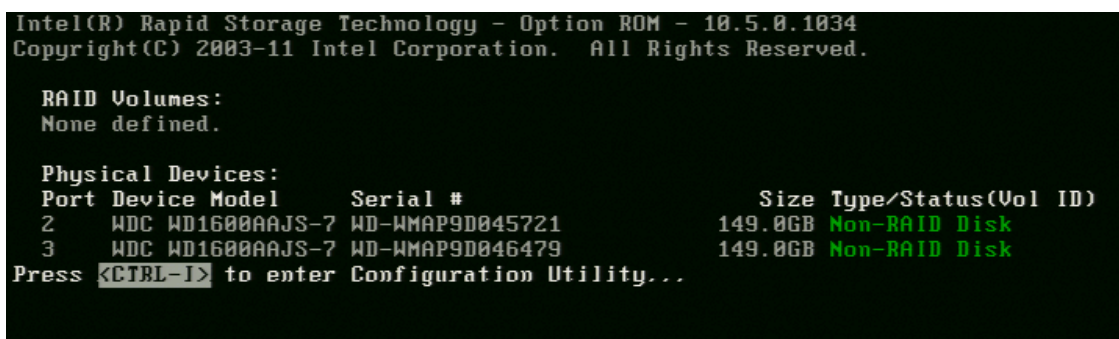 Intel(R) Rapid Storage Technology - Option ROM - 10.5.0.1034
Copyright(C) 2003-11 Intel Corporation.  All Rights Reserved.
RAID Volumes:
None defined.
Physical Devices:
Port Device Model Serial # Size Type/Status(Vol ID)
2 WDC WD1600AAJS-7 WD-WMAP9D045721 149.0GB Non-RAID Disk
3 WDC WD1600AAJS-7 WD-WMAP9D046479 149.0GB Non-RAID Disk
Press <CTRL-I> to enter Configuration Utility...